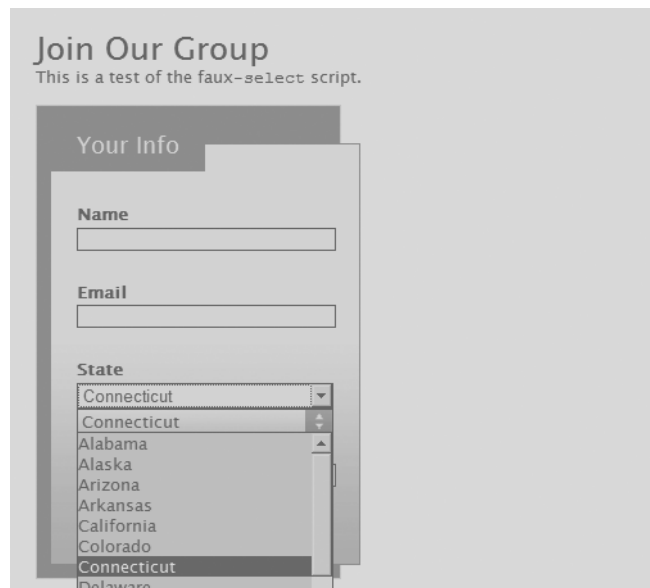 Join Our Group
This is a test of the faux-select script.
Your Info
Name
Email
State
Connecticut
Connecticut
Alabama
Alaska
Arizona
Arkansas
California
Colorado
Connecticut
Delaware